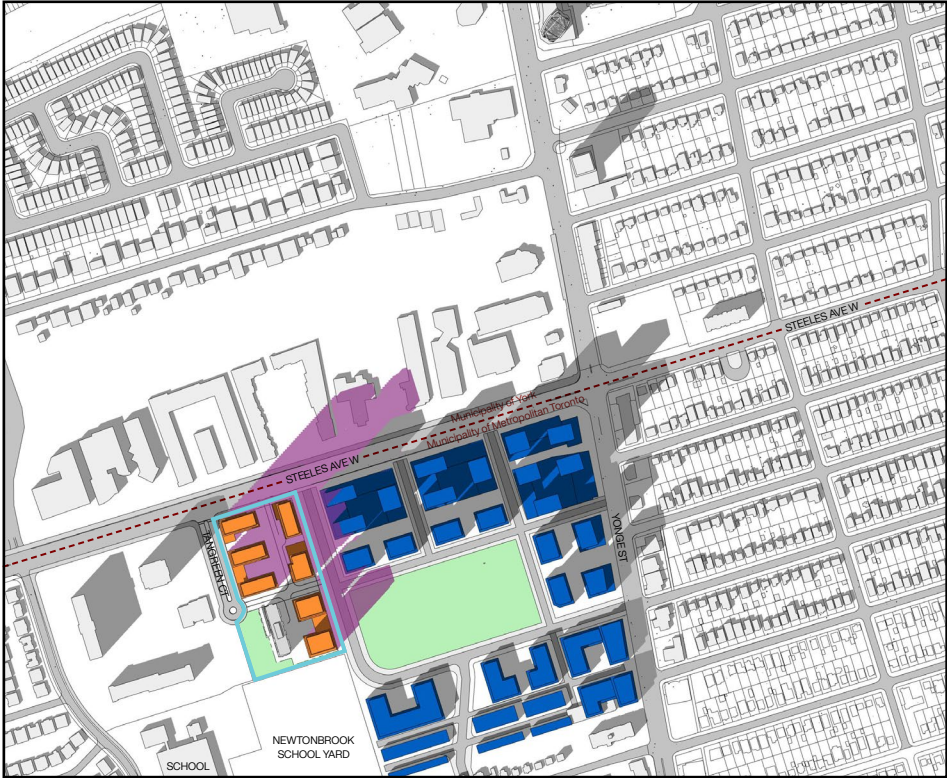 STEELES AVE W
Municipality of York
Municipality of Metropolitan Toronto
STEELES AVE W
TANGREEN CT
YONGE ST
NEWTONBROOK
SCHOOL YARD
SCHOOL